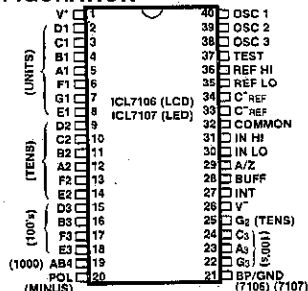 V+ 1
D1 2
C1 3
B1 4
A1 5
F1 6
G1 7
E1 8
D2 9
C2 10
B2 11
A2 12
F2 13
E2 14
D3 15
B3 16
F3 17
E3 18
(1000) AB4 19
POL 20
(MINUS)
(UNITS)
(TENS)
(100's)
ICL7106 (LCD)
ICL7107 (LED)
40 OSC 1
39 OSC 2
38 OSC 3
37 TEST
36 REF HI
35 REF LO
34 C+REF
33 C-REF
32 COMMON
31 IN HI
30 IN LO
29 A/Z
28 BUFF
27 INT
26 V-
25 G2 (TENS)
24 C3
23 A3
22 G3
(100's)
21 BP/GND
(7106) (7107)